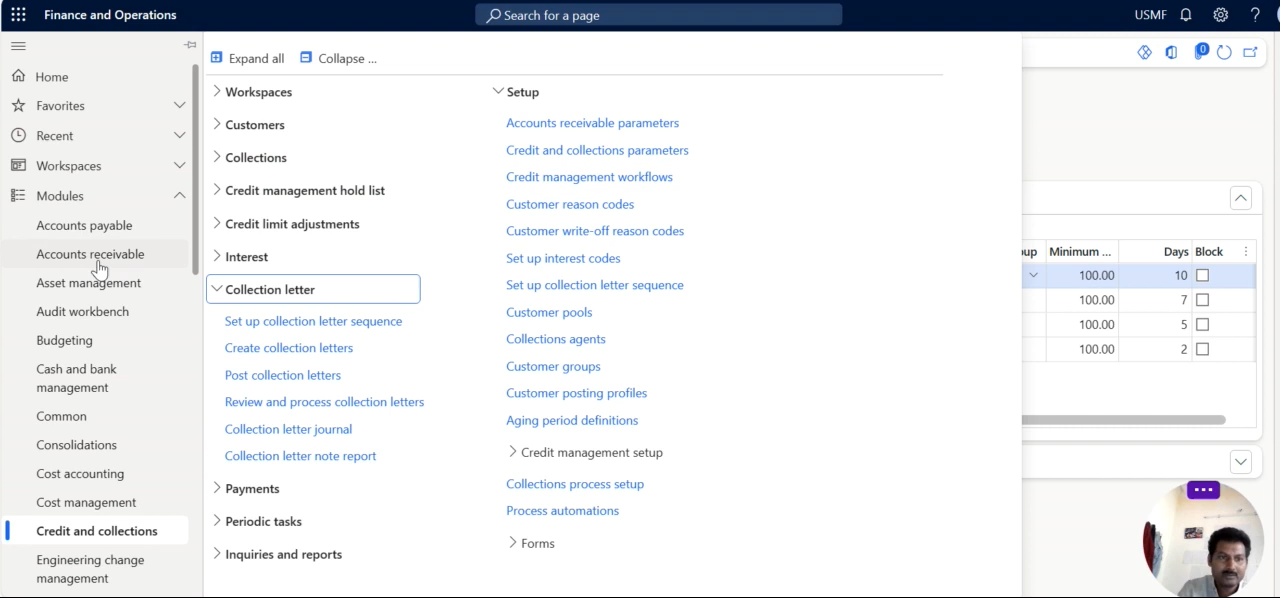 Finance and Operations
Search for a page
USMF
Home
Favorites
Recent
Workspaces
Modules
Accounts payable
Accounts receivable
Asset management
Audit workbench
Budgeting
Cash and bank
management
Common
Consolidations
Cost accounting
Cost management
Credit and collections
Engineering change
management
Expand all
Collapse ...
Workspaces
Customers
Collections
Credit management hold list
Credit limit adjustments
Interest
Collection letter
Set up collection letter sequence
Create collection letters
Post collection letters
Review and process collection letters
Collection letter journal
Collection letter note report
Payments
Periodic tasks
Inquiries and reports
Setup
Accounts receivable parameters
Credit and collections parameters
Credit management workflows
Customer reason codes
Customer write-off reason codes
Set up interest codes
Set up collection letter sequence
Customer pools
Collections agents
Customer groups
Customer posting profiles
Aging period definitions
Credit management setup
Collections process setup
Process automations
Forms
0
oup Minimum ... Days Block
100.00 10
100.00 7
100.00 5
100.00 2